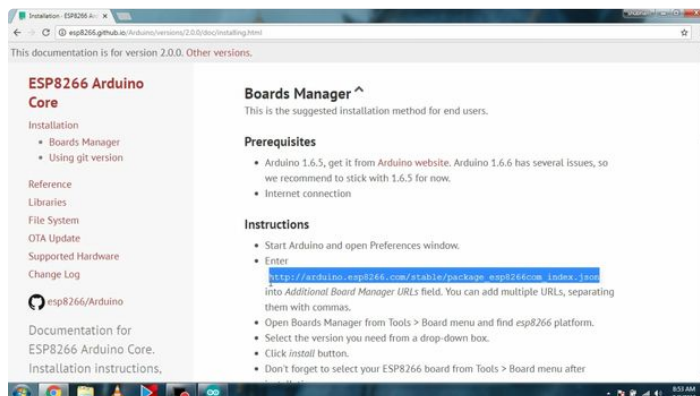 Installation - ESP8266 Ar
esp8266.github.io/Arduino/versions/2.0.0/doc/installing.html
This documentation is for version 2.0.0. Other versions.
ESP8266 Arduino
Core
Installation
Boards Manager
Using git version
Reference
Libraries
File System
OTA Update
Supported Hardware
Change Log
esp8266/Arduino
Documentation for
ESP8266 Arduino Core.
Installation instructions,
Boards Manager ^
This is the suggested installation method for end users.
Prerequisites
Arduino 1.6.5, get it from Arduino website. Arduino 1.6.6 has several issues, so
we recommend to stick with 1.6.5 for now.
Internet connection
Instructions
Start Arduino and open Preferences window.
Enter
http://arduino.esp8266.com/stable/package_esp8266com_index.json
into Additional Board Manager URLs field. You can add multiple URLs, separating
them with commas.
Open Boards Manager from Tools > Board menu and find esp8266 platform.
Select the version you need from a drop-down box.
Click install button.
Don't forget to select your ESP8266 board from Tools > Board menu after
8:53 AM